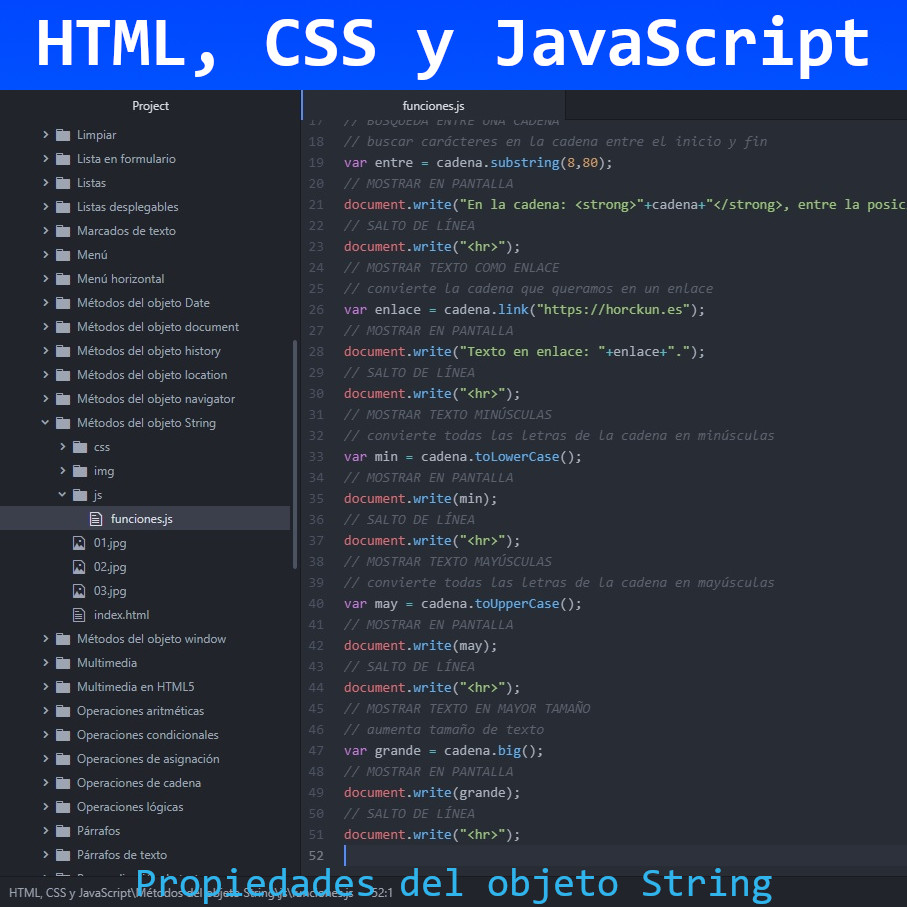 HTML, CSS y JavaScript
Project
Limpiar
Lista en formulario
Listas
Listas desplegables
Marcados de texto
Menú
Menú horizontal
Métodos del objeto Date
Métodos del objeto document
Métodos del objeto history
Métodos del objeto location
Métodos del objeto navigator
Métodos del objeto String
css
img
js
funciones.js
01.jpg
02.jpg
03.jpg
index.html
Métodos del objeto window
Multimedia
Multimedia en HTML5
Operaciones aritméticas
Operaciones condicionales
Operaciones de asignación
Operaciones de cadena
Operaciones lógicas
Párrafos
Párrafos de texto
funciones.js
17 // BÚSQUEDA ENTRE UNA CADENA
18 // buscar carácteres en la cadena entre el inicio y fin
19 var entre = cadena.substring(8,80);
20 // MOSTRAR EN PANTALLA
21 document.write("En la cadena: <strong>"+cadena+"</strong>, entre la posic
22 // SALTO DE LÍNEA
23 document.write("<hr>");
24 // MOSTRAR TEXTO COMO ENLACE
25 // convierte la cadena que queramos en un enlace
26 var enlace = cadena.link("https://horckun.es");
27 // MOSTRAR EN PANTALLA
28 document.write("Texto en enlace: "+enlace+".");
29 // SALTO DE LÍNEA
30 document.write("<hr>");
31 // MOSTRAR TEXTO MINÚSCULAS
32 // convierte todas las letras de la cadena en minúsculas
33 var min = cadena.toLowerCase();
34 // MOSTRAR EN PANTALLA
35 document.write(min);
36 // SALTO DE LÍNEA
37 document.write("<hr>");
38 // MOSTRAR TEXTO MAYÚSCULAS
39 // convierte todas las letras de la cadena en mayúsculas
40 var may = cadena.toUpperCase();
41 // MOSTRAR EN PANTALLA
42 document.write(may);
43 // SALTO DE LÍNEA
44 document.write("<hr>");
45 // MOSTRAR TEXTO EN MAYOR TAMAÑO
46 // aumenta tamaño de texto
47 var grande = cadena.big();
48 // MOSTRAR EN PANTALLA
49 document.write(grande);
50 // SALTO DE LÍNEA
51 document.write("<hr>");
52
HTML, CSS y JavaScript\Métodos del objeto String\js\funciones.js 52:1
Propiedades del objeto String